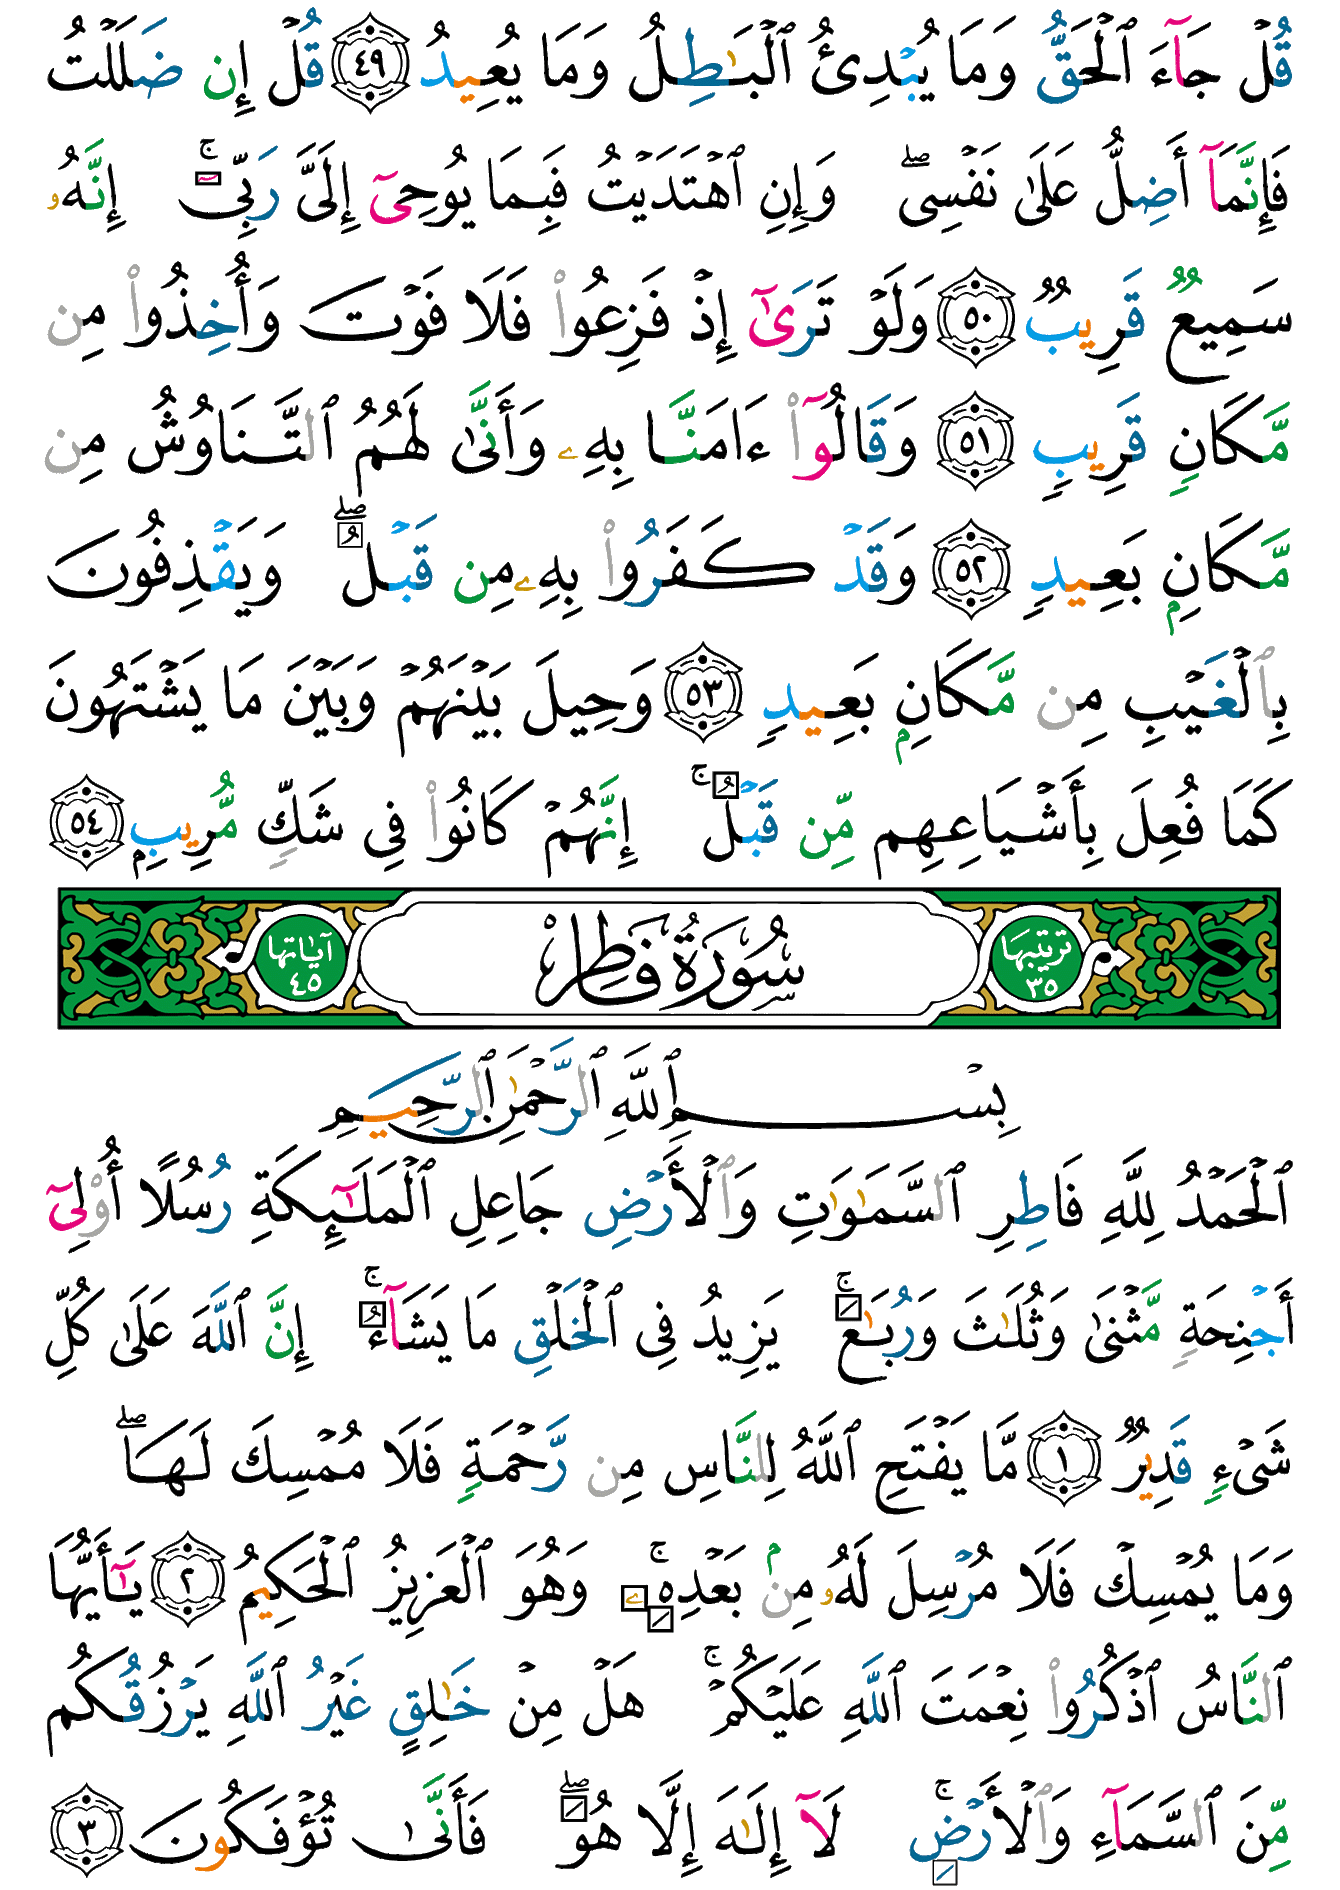 قُلۡ جَآءَ ٱلۡحَقُّ وَمَا يُبۡدِئُ ٱلۡبَٰطِلُ وَمَا يُعِيدُ ٤٩ قُلۡ إِن ضَلَلۡتُ
فَإِنَّمَآ أَضِلُّ عَلَىٰ نَفۡسِيۖ وَإِنِ ٱهۡتَدَيۡتُ فَبِمَا يُوحِيٓ إِلَيَّ رَبِّيٓۚ إِنَّهُۥ
سَمِيعٞ قَرِيبٞ ٥٠ وَلَوۡ تَرَىٰٓ إِذۡ فَزِعُواْ فَلَا فَوۡتَ وَأُخِذُواْ مِن
مَّكَانٖ قَرِيبٖ ٥١ وَقَالُوٓاْ ءَامَنَّا بِهِۦ وَأَنَّىٰ لَهُمُ ٱلتَّنَاوُشُ مِن
مَّكَانِۭ بَعِيدٖ ٥٢ وَقَدۡ كَفَرُواْ بِهِۦ مِن قَبۡلُۖ وَيَقۡذِفُونَ
بِٱلۡغَيۡبِ مِن مَّكَانِۭ بَعِيدٖ ٥٣ وَحِيلَ بَيۡنَهُمۡ وَبَيۡنَ مَا يَشۡتَهُونَ
كَمَا فُعِلَ بِأَشۡيَاعِهِم مِّن قَبۡلُۚ إِنَّهُمۡ كَانُواْ فِي شَكّٖ مُّرِيبِۭ ٥٤
تَرتيبها ٣٥ سُورَةُ فَاطِرٍ آيَاتها ٤٥
بِسۡمِ ٱللَّهِ ٱلرَّحۡمَٰنِ ٱلرَّحِيمِ
ٱلۡحَمۡدُ لِلَّهِ فَاطِرِ ٱلسَّمَٰوَٰتِ وَٱلۡأَرۡضِ جَاعِلِ ٱلۡمَلَٰٓئِكَةِ رُسُلًا أُوْلِيٓ
أَجۡنِحَةٖ مَّثۡنَىٰ وَثُلَٰثَ وَرُبَٰعَۚ يَزِيدُ فِي ٱلۡخَلۡقِ مَا يَشَآءُۚ إِنَّ ٱللَّهَ عَلَىٰ كُلِّ
شَيۡءٖ قَدِيرٞ ١ مَّا يَفۡتَحِ ٱللَّهُ لِلنَّاسِ مِن رَّحۡمَةٖ فَلَا مُمۡسِكَ لَهَاۖ
وَمَا يُمۡسِكۡ فَلَا مُرۡسِلَ لَهُۥ مِنۢ بَعۡدِهِۦۚ وَهُوَ ٱلۡعَزِيزُ ٱلۡحَكِيمُ ٢ يَٰٓأَيُّهَا
ٱلنَّاسُ ٱذۡكُرُواْ نِعۡمَتَ ٱللَّهِ عَلَيۡكُمۡۚ هَلۡ مِنۡ خَٰلِقٍ غَيۡرُ ٱللَّهِ يَرۡزُقُكُم
مِّنَ ٱلسَّمَآءِ وَٱلۡأَرۡضِۚ لَآ إِلَٰهَ إِلَّا هُوَۖ فَأَنَّىٰ تُؤۡفَكُونَ ٣